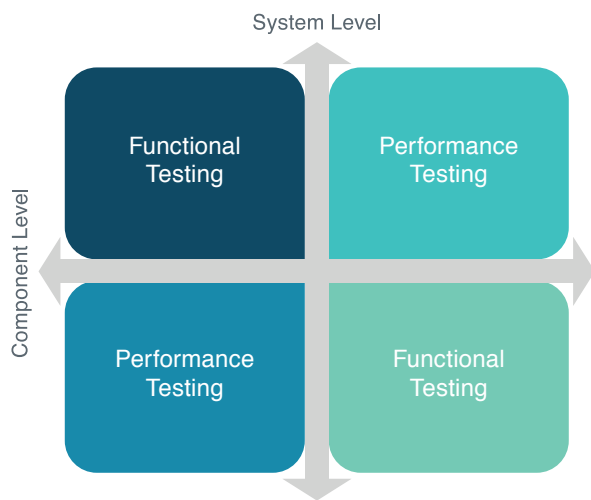 System Level
Functional
Testing
Performance
Testing
Component Level
Performance
Testing
Functional
Testing